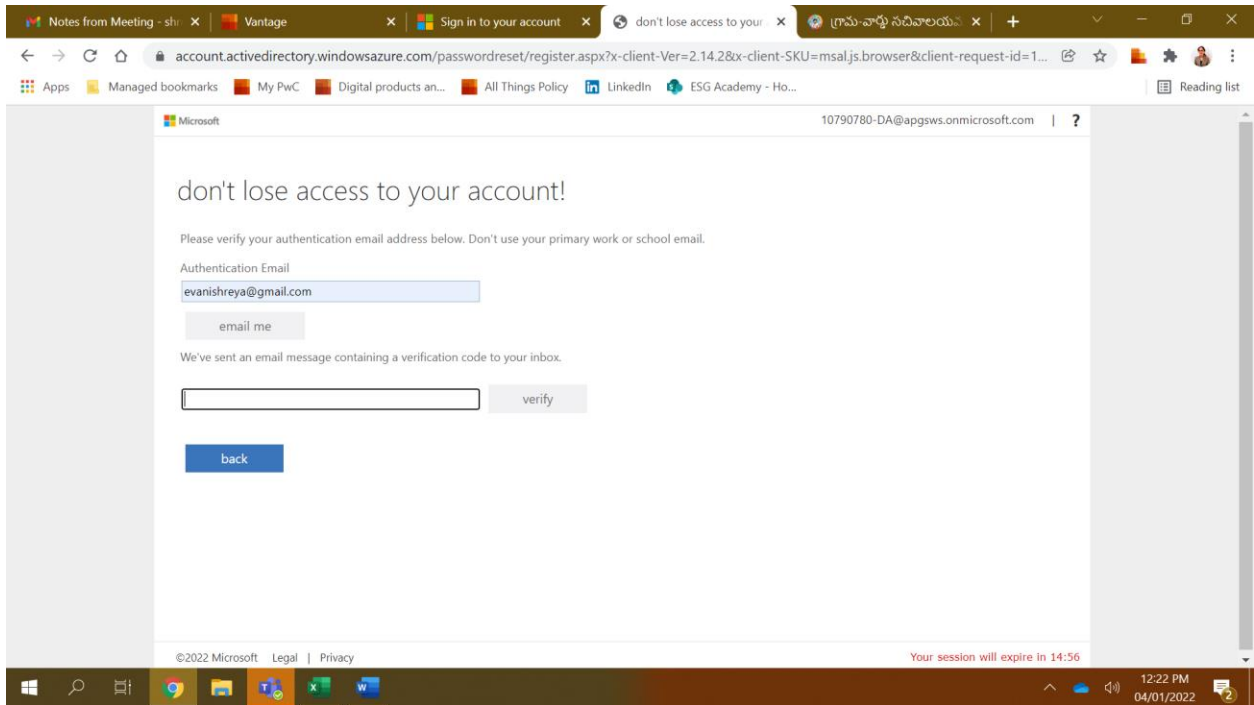 Notes from Meeting - shr
Vantage
Sign in to your account
don't lose access to your
గ్రామ-వార్డు సచివాలయ
account.activedirectory.windowsazure.com/passwordreset/register.aspx?x-client-Ver=2.14.2&x-client-SKU=msal.js.browser&client-request-id=1...
Apps
Managed bookmarks
My PwC
Digital products an...
All Things Policy
LinkedIn
ESG Academy - Ho...
Reading list
Microsoft
10790780-DA@apgsws.onmicrosoft.com | ?
don't lose access to your account!
Please verify your authentication email address below. Don't use your primary work or school email.
Authentication Email
evanishreya@gmail.com
email me
We've sent an email message containing a verification code to your inbox.
verify
back
©2022 Microsoft Legal | Privacy
Your session will expire in 14:56
12:22 PM
04/01/2022
2